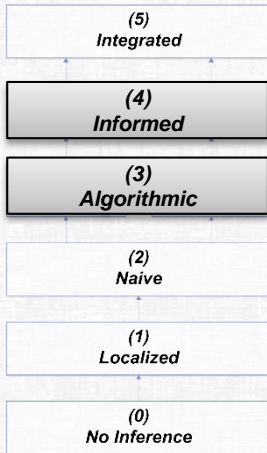 (5)
Integrated
(4)
Informed
(3)
Algorithmic
(2)
Naive
(1)
Localized
(0)
No Inference